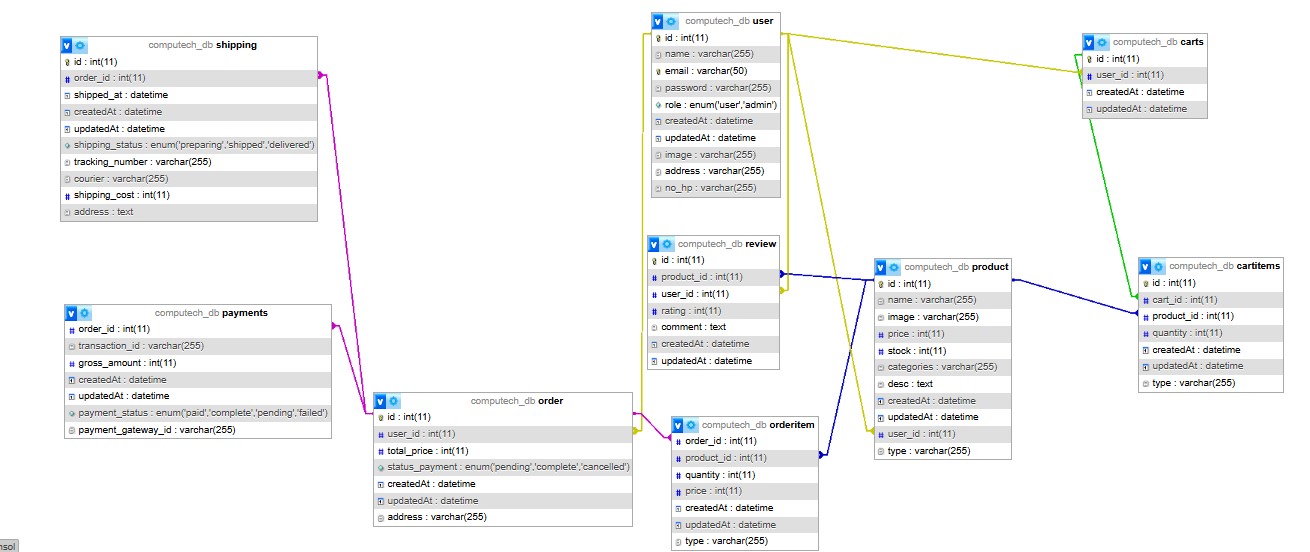 computech_db shipping
id : int(11)
order_id : int(11)
shipped_at : datetime
createdAt : datetime
updatedAt : datetime
shipping_status : enum('preparing','shipped','delivered')
tracking_number : varchar(255)
courier : varchar(255)
shipping_cost : int(11)
address : text
computech_db user
id : int(11)
name : varchar(255)
email : varchar(50)
password : varchar(255)
role : enum('user','admin')
createdAt : datetime
updatedAt : datetime
image : varchar(255)
address : varchar(255)
no_hp : varchar(255)
computech_db carts
id : int(11)
user_id : int(11)
createdAt : datetime
updatedAt : datetime
computech_db review
id : int(11)
product_id : int(11)
user_id : int(11)
rating : int(11)
comment : text
createdAt : datetime
updatedAt : datetime
computech_db product
id : int(11)
name : varchar(255)
image : varchar(255)
price : int(11)
stock : int(11)
categories : varchar(255)
desc : text
createdAt : datetime
updatedAt : datetime
user_id : int(11)
type : varchar(255)
computech_db cartitems
id : int(11)
cart_id : int(11)
product_id : int(11)
quantity : int(11)
createdAt : datetime
updatedAt : datetime
type : varchar(255)
computech_db payments
order_id : int(11)
transaction_id : varchar(255)
gross_amount : int(11)
createdAt : datetime
updatedAt : datetime
payment_status : enum('paid','complete','pending','failed')
payment_gateway_id : varchar(255)
computech_db order
id : int(11)
user_id : int(11)
total_price : int(11)
status_payment : enum('pending','complete','cancelled')
createdAt : datetime
updatedAt : datetime
address : varchar(255)
computech_db orderitem
order_id : int(11)
product_id : int(11)
quantity : int(11)
price : int(11)
createdAt : datetime
updatedAt : datetime
type : varchar(255)
nsol